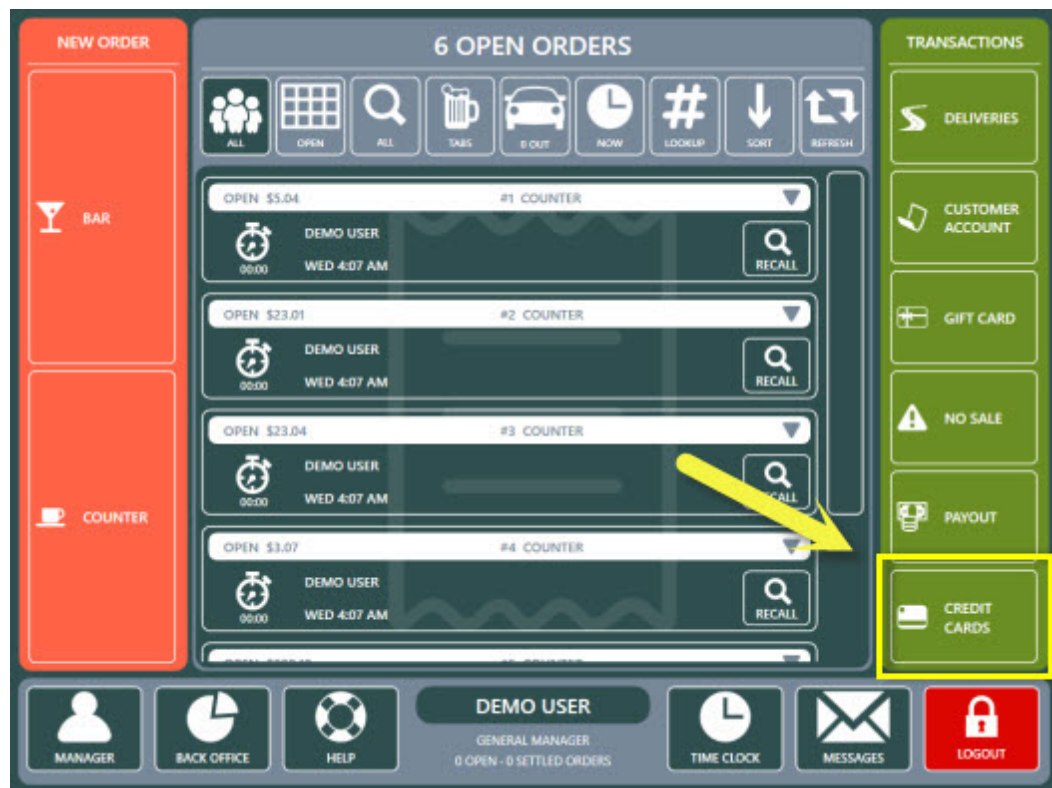 NEW ORDER
BAR
COUNTER
6 OPEN ORDERS
ALL
OPEN
ALL
TABS
0 OUT
NOW
#
LOOKUP
SORT
REFRESH
OPEN $5.04 #1 COUNTER
DEMO USER
00:00
WED 4:07 AM
RECALL
OPEN $23.01 #2 COUNTER
DEMO USER
00:00
WED 4:07 AM
RECALL
OPEN $23.04 #3 COUNTER
DEMO USER
00:00
WED 4:07 AM
OPEN $3.07 #4 COUNTER
DEMO USER
00:00
WED 4:07 AM
RECALL
TRANSACTIONS
DELIVERIES
CUSTOMER
ACCOUNT
GIFT CARD
NO SALE
PAYOUT
CREDIT
CARDS
MANAGER
BACK OFFICE
HELP
DEMO USER
GENERAL MANAGER
0 OPEN - 0 SETTLED ORDERS
TIME CLOCK
MESSAGES
LOGOUT